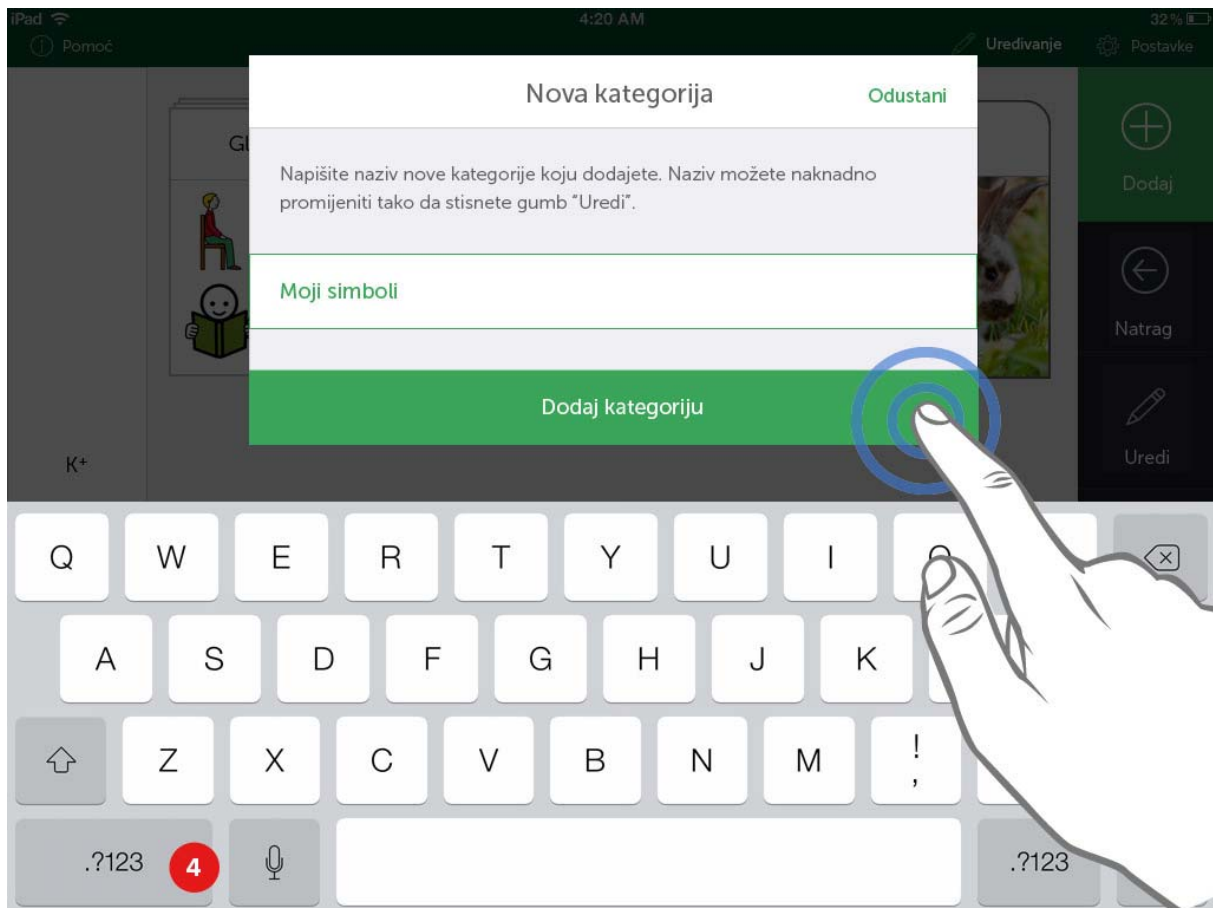 iPad 4:20 AM 32%
Pomoć Uređivanje Postavke
Nova kategorija Odustani
Gl
Napišite naziv nove kategorije koju dodajete. Naziv možete naknadno
promijeniti tako da stisnete gumb "Uredi".
Dodaj
Moji simboli
Natrag
Dodaj kategoriju
K+
Uredi
Q W E R T Y U I O
A S D F G H J K
Z X C V B N M ! ,
.?123 4 .?123